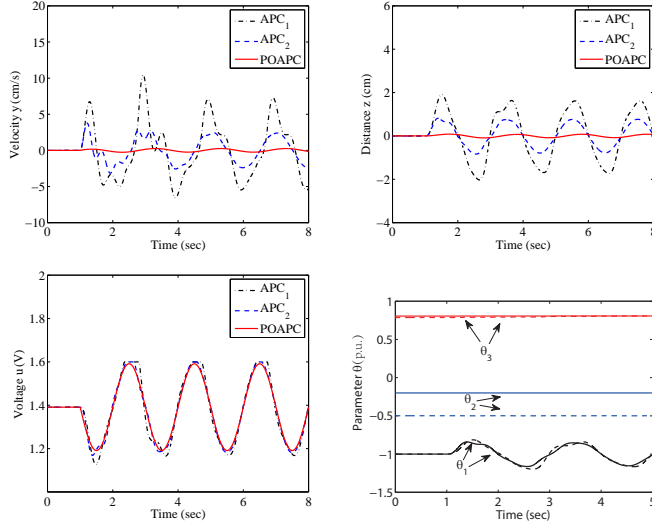 20
15
10
5
0
−5
−10
Velocity y (cm/s)
0 2 4 6 8
Time (sec)
APC1
APC2
POAPC
6
4
2
0
−2
−4
Distance z (cm)
0 2 4 6 8
Time (sec)
APC1
APC2
POAPC
2
1.8
1.6
1.4
1.2
Voltage u(V)
0 2 4 6 8
Time (sec)
APC1
APC2
POAPC
1
0.5
0
−0.5
−1
−1.5
Parameter θ(p.u.)
0 1 2 3 4 5
Time (sec)
θ3
θ2
θ1